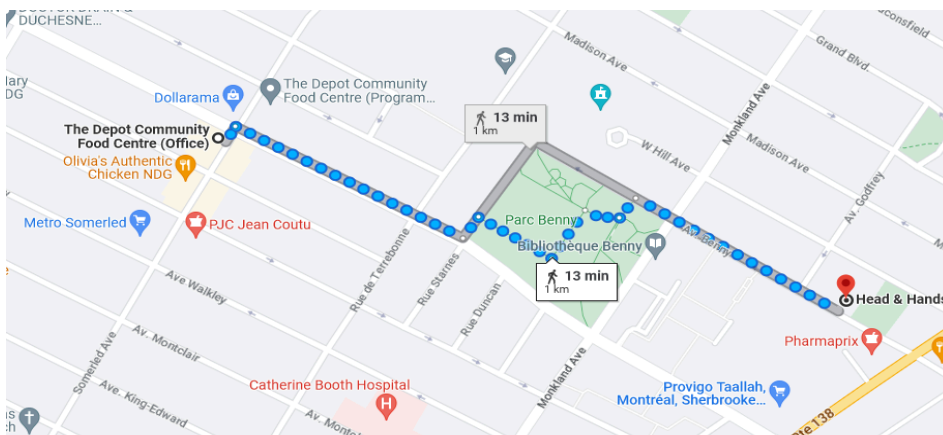 DUCHESNE...
Madison Ave
Grand Blvd.
The Depot Community
Food Centre (Program...
Dollarama
13 min
1 km
The Depot Community
Food Centre (Office)
Olivia's Authentic
Chicken NDG
Monkland Ave
W Hill Ave
Madison Ave
Av. Godfrey
PJC Jean Coutu
Metro Somerled
Parc Benny
Bibliothèque Benny
Av. Benny
Rue de Terrebonne
Rue Starnes
13 min
1 km
Rue Duncan
Head & Hands
Ave Walkley
Av. Montclair
Somerled Ave
Ave. King-Edward
Pharmaprix
Catherine Booth Hospital
Monkland Ave
Provigo Taallah,
Montréal, Sherbrooke...